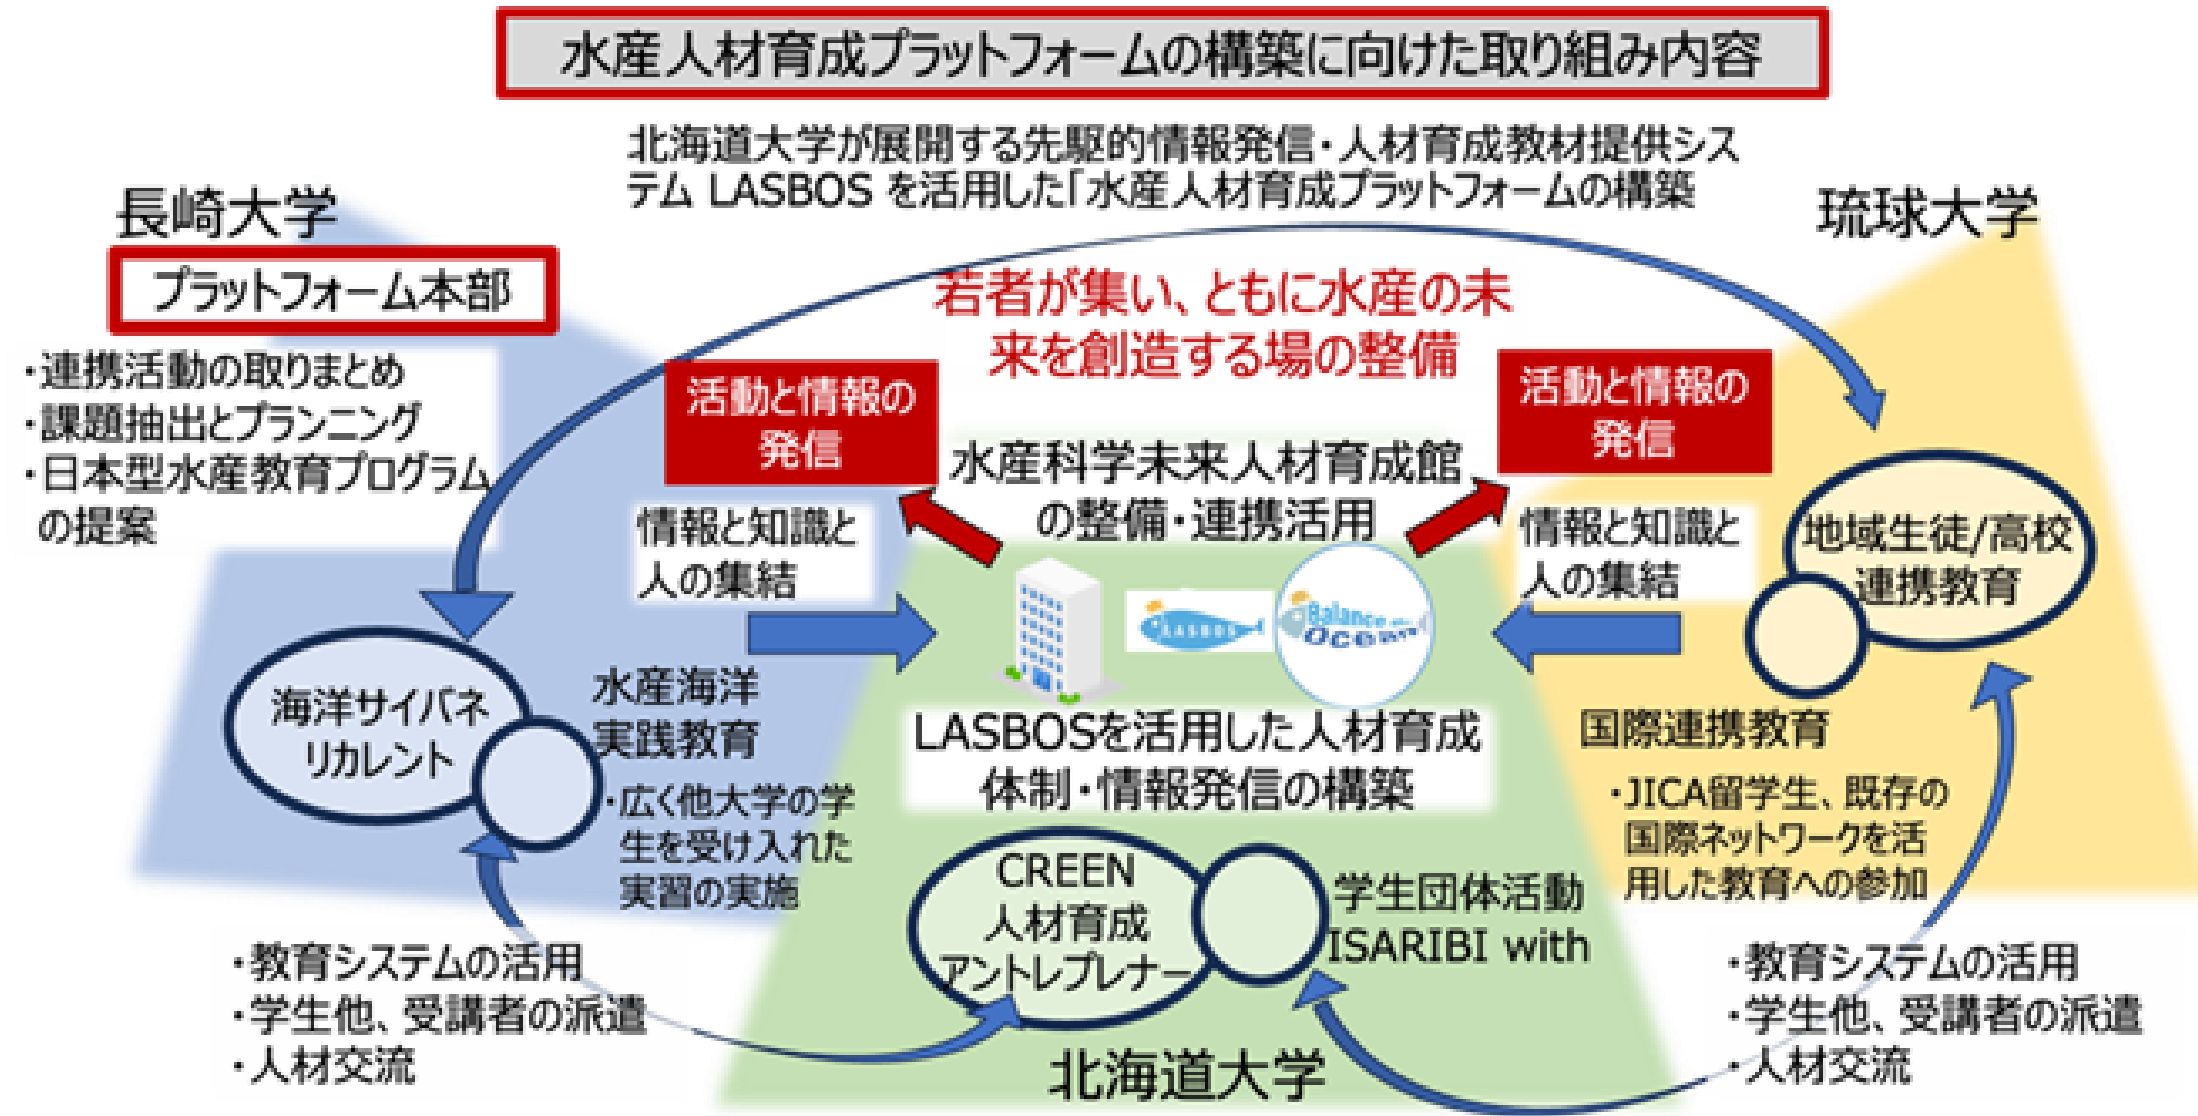 水産人材育成プラットフォームの構築に向けた取り組み内容
北海道大学が展開する先駆的情報発信・人材育成教材提供シス
テム LASBOS を活用した「水産人材育成プラットフォームの構築
長崎大学
プラットフォーム本部
・連携活動の取りまとめ
・課題抽出とプランニング
・日本型水産教育プログラム
の提案
琉球大学
若者が集い、ともに水産の未
来を創造する場の整備
活動と情報の
発信
活動と情報の
発信
水産科学未来人材育成館
の整備・連携活用
情報と知識と
人の集結
情報と知識と
人の集結
地域生徒/高校
連携教育
LASBOS
Balance
Ocean
海洋サイバネ
リカレント
水産海洋
実践教育
・広く他大学の学
生を受け入れた
実習の実施
LASBOSを活用した人材育成
体制・情報発信の構築
国際連携教育
・JICA留学生、既存の
国際ネットワークを活
用した教育への参加
CREEN
人材育成
アントレプレナー
学生団体活動
ISARIBI with
・教育システムの活用
・学生他、受講者の派遣
・人材交流
北海道大学
・教育システムの活用
・学生他、受講者の派遣
・人材交流